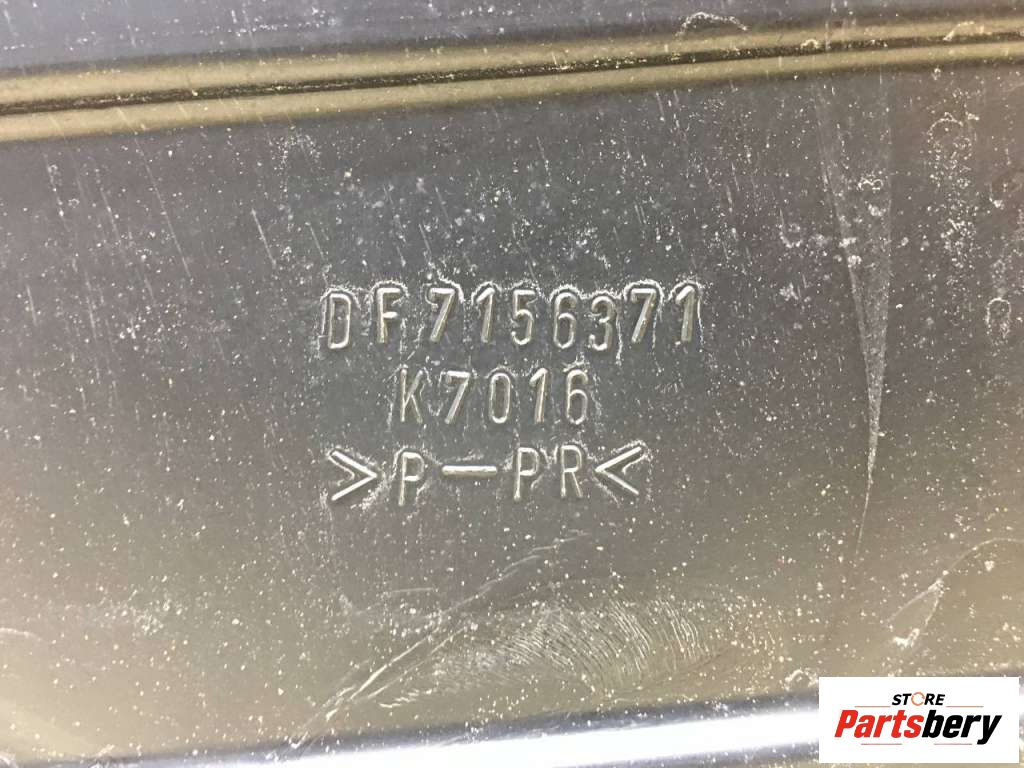 DF7156371
K7016
>P-PR<
STORE
Partsbery